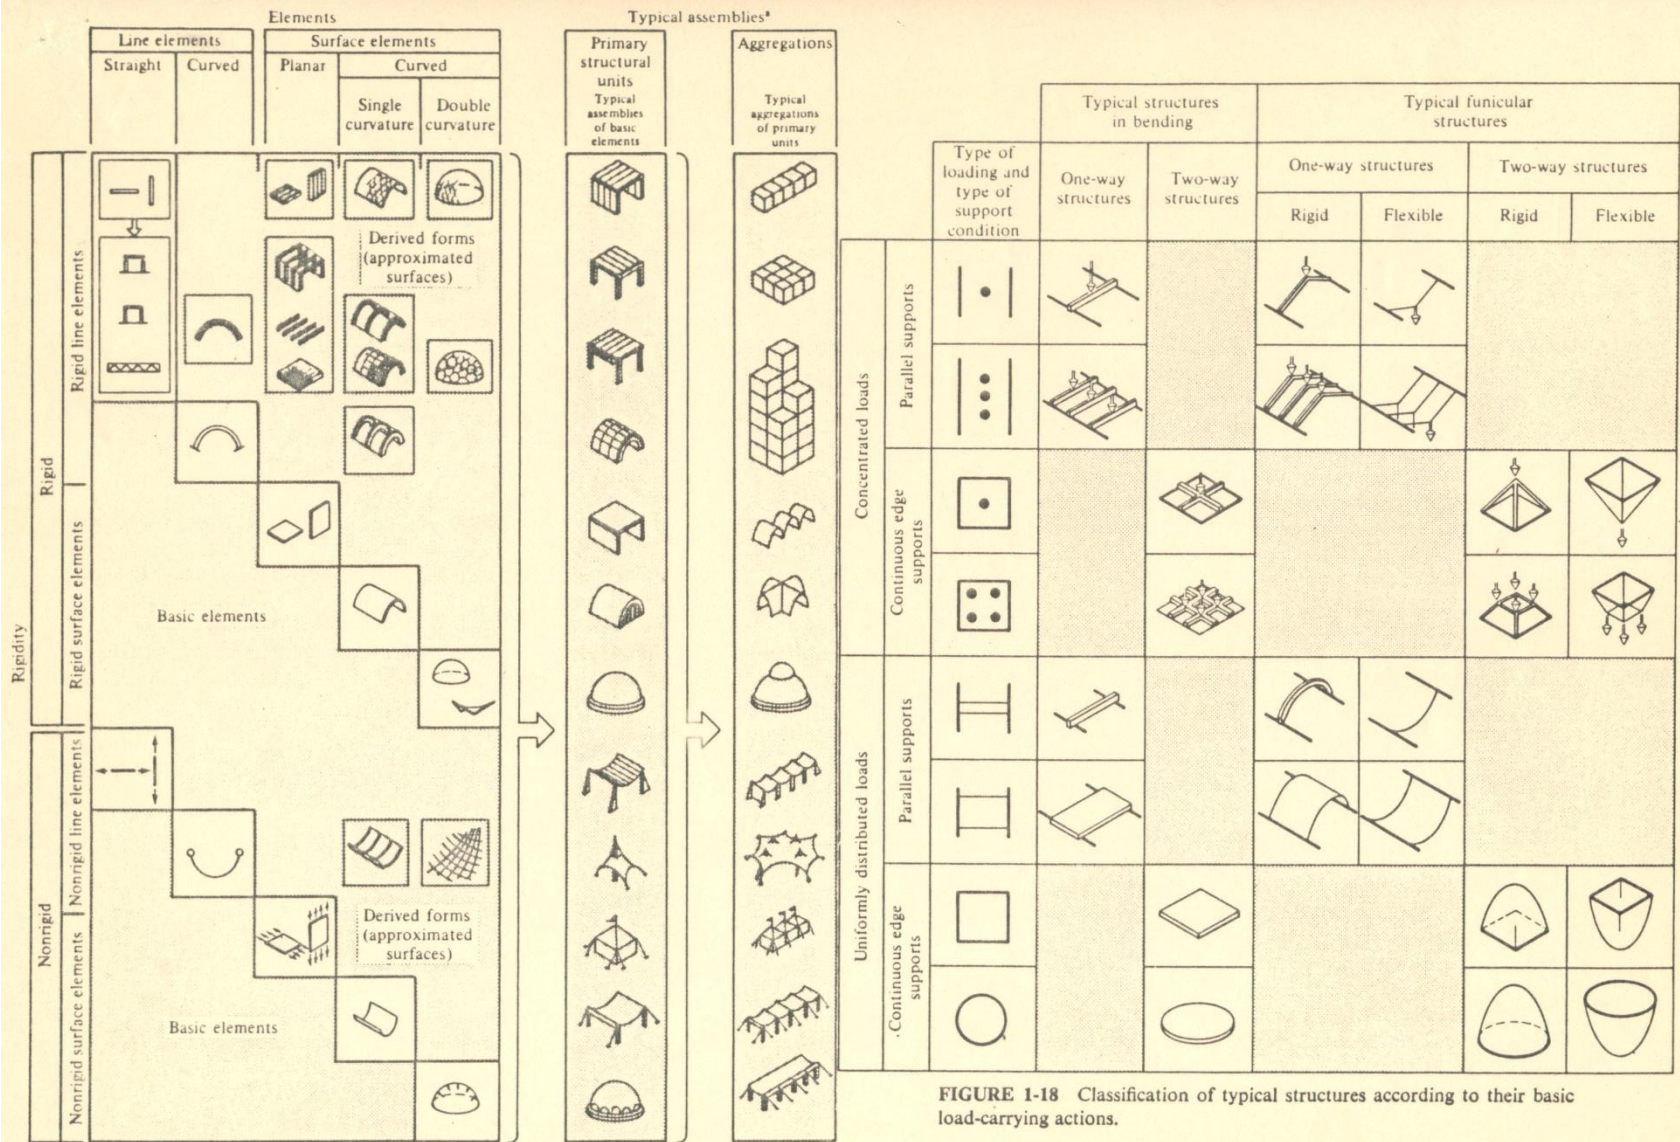 Elements
Typical assembliesᵃ
Line elements
Surface elements
Straight
Curved
Planar
Curved
Single
curvature
Double
curvature
Primary
structural
units
Typical
assemblies
of basic
elements
Aggregations
Typical
aggregations
of primary
units
Rigidity
Rigid
Rigid line elements
Rigid surface elements
Derived forms
(approximated
surfaces)
Basic elements
Nonrigid
Nonrigid line elements
Nonrigid surface elements
Derived forms
(approximated
surfaces)
Basic elements
Typical structures
in bending
Typical funicular
structures
Type of
loading and
type of
support
condition
One-way
structures
Two-way
structures
One-way structures
Two-way structures
Rigid
Flexible
Rigid
Flexible
Concentrated loads
Parallel supports
Continuous edge
supports
Uniformly distributed loads
Parallel supports
Continuous edge
supports
FIGURE 1-18 Classification of typical structures according to their basic
load-carrying actions.